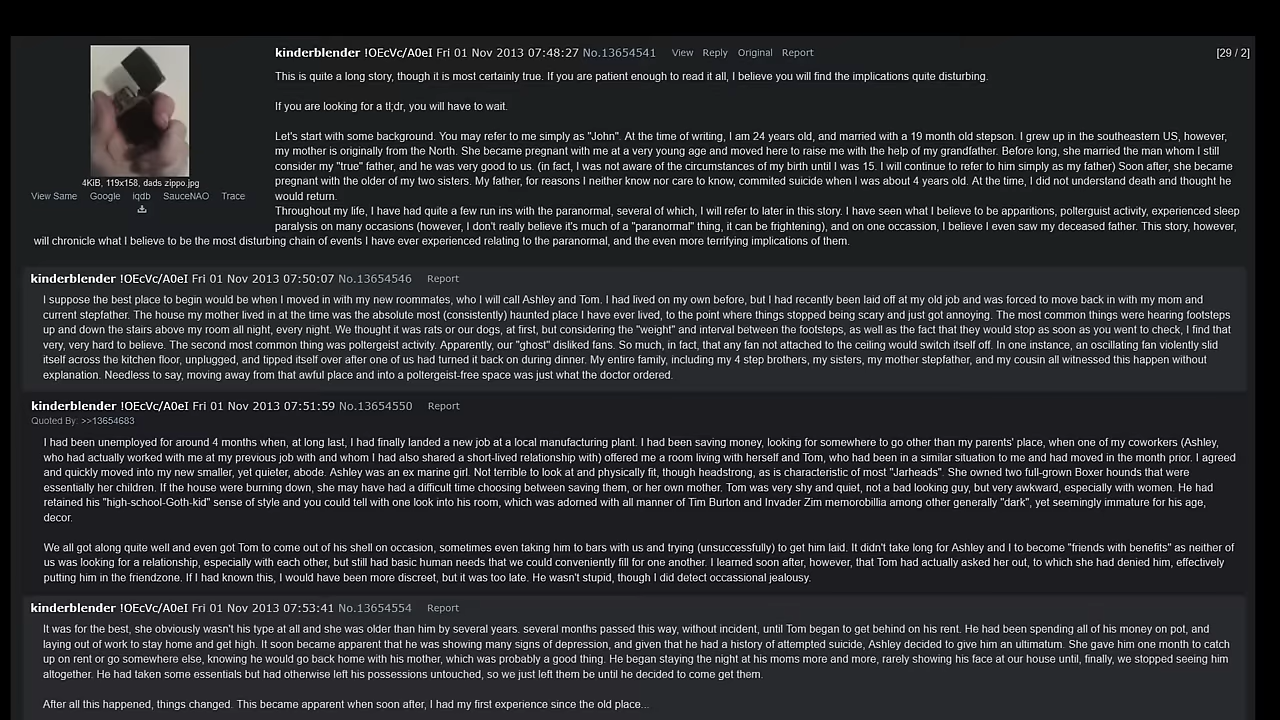 kinderblender !OEcVc/A0eI Fri 01 Nov 2013 07:48:27 No.13654541 View Reply Original Report [29 / 2]
This is quite a long story, though it is most certainly true. If you are patient enough to read it all, I believe you will find the implications quite disturbing.
If you are looking for a tl;dr, you will have to wait.
Let's start with some background. You may refer to me simply as "John". At the time of writing, I am 24 years old, and married with a 19 month old stepson. I grew up in the southeastern US, however,
my mother is originally from the North. She became pregnant with me at a very young age and moved here to raise me with the help of my grandfather. Before long, she married the man whom I still
consider my "true" father, and he was very good to us. (in fact, I was not aware of the circumstances of my birth until I was 15. I will continue to refer to him simply as my father) Soon after, she became
pregnant with the older of my two sisters. My father, for reasons I neither know nor care to know, commited suicide when I was about 4 years old. At the time, I did not understand death and thought he
would return.
4KIB, 119x158, dads zippo.jpg
View Same Google iqdb SauceNAO Trace
Throughout my life, I have had quite a few run ins with the paranormal, several of which, I will refer to later in this story. I have seen what I believe to be apparitions, polterguist activity, experienced sleep
paralysis on many occasions (however, I don't really believe it's much of a "paranormal" thing, it can be frightening), and on one occasion, I believe I even saw my deceased father. This story, however,
will chronicle what I believe to be the most disturbing chain of events I have ever experienced relating to the paranormal, and the even more terrifying implications of them.
kinderblender !OEcVc/A0eI Fri 01 Nov 2013 07:50:07 No.13654546 Report
I suppose the best place to begin would be when I moved in with my new roommates, who I will call Ashley and Tom. I had lived on my own before, but I had recently been laid off at my old job and was forced to move back in with my mom and
current stepfather. The house my mother lived in at the time was the absolute most (consistently) haunted place I have ever lived, to the point where things stopped being scary and just got annoying. The most common things were hearing footsteps
up and down the stairs above my room all night, every night. We thought it was rats or our dogs, at first, but considering the "weight" and interval between the footsteps, as well as the fact that they would stop as soon as you went to check, I find that
very, very hard to believe. The second most common thing was poltergeist activity. Apparently, our "ghost" disliked fans. So much, in fact, that any fan not attached to the ceiling would switch itself off. In one instance, an oscillating fan violently slid
itself across the kitchen floor, unplugged, and tipped itself over after one of us had turned it back on during dinner. My entire family, including my 4 step brothers, my sisters, my mother stepfather, and my cousin all witnessed this happen without
explanation. Needless to say, moving away from that awful place and into a poltergeist-free space was just what the doctor ordered.
kinderblender !OEcVc/A0eI Fri 01 Nov 2013 07:51:59 No.13654550 Report
Quoted By: >>13654683
I had been unemployed for around 4 months when, at long last, I had finally landed a new job at a local manufacturing plant. I had been saving money, looking for somewhere to go other than my parents' place, when one of my coworkers (Ashley,
who had actually worked with me at my previous job with and whom I had also shared a short-lived relationship with) offered me a room living with herself and Tom, who had been in a similar situation to me and had moved in the month prior. I agreed
and quickly moved into my new smaller, yet quieter, abode. Ashley was an ex marine girl. Not terrible to look at and physically fit, though headstrong, as is characteristic of most "Jarheads". She owned two full-grown Boxer hounds that were
essentially her children. If the house were burning down, she may have had a difficult time choosing between saving them, or her own mother. Tom was very shy and quiet, not a bad looking guy, but very awkward, especially with women. He had
retained his "high-school-Goth-kid" sense of style and you could tell with one look into his room, which was adorned with all manner of Tim Burton and Invader Zim memorobillia among other generally "dark", yet seemingly immature for his age,
decor.
We all got along quite well and even got Tom to come out of his shell on occasion, sometimes even taking him to bars with us and trying (unsuccessfully) to get him laid. It didn't take long for Ashley and I to become "friends with benefits" as neither of
us was looking for a relationship, especially with each other, but still had basic human needs that we could conveniently fill for one another. I learned soon after, however, that Tom had actually asked her out, to which she had denied him, effectively
putting him in the friendzone. If I had known this, I would have been more discreet, but it was too late. He wasn't stupid, though I did detect occassional jealousy.
kinderblender !OEcVc/A0eI Fri 01 Nov 2013 07:53:41 No.13654554 Report
It was for the best, she obviously wasn't his type at all and she was older than him by several years. several months passed this way, without incident, until Tom began to get behind on his rent. He had been spending all of his money on pot, and
laying out of work to stay home and get high. It soon became apparent that he was showing many signs of depression, and given that he had a history of attempted suicide, Ashley decided to give him an ultimatum. She gave him one month to catch
up on rent or go somewhere else, knowing he would go back home with his mother, which was probably a good thing. He began staying the night at his moms more and more, rarely showing his face at our house until, finally, we stopped seeing him
altogether. He had taken some essentials but had otherwise left his possessions untouched, so we just left them be until he decided to come get them.
After all this happened, things changed. This became apparent when soon after, I had my first experience since the old place...